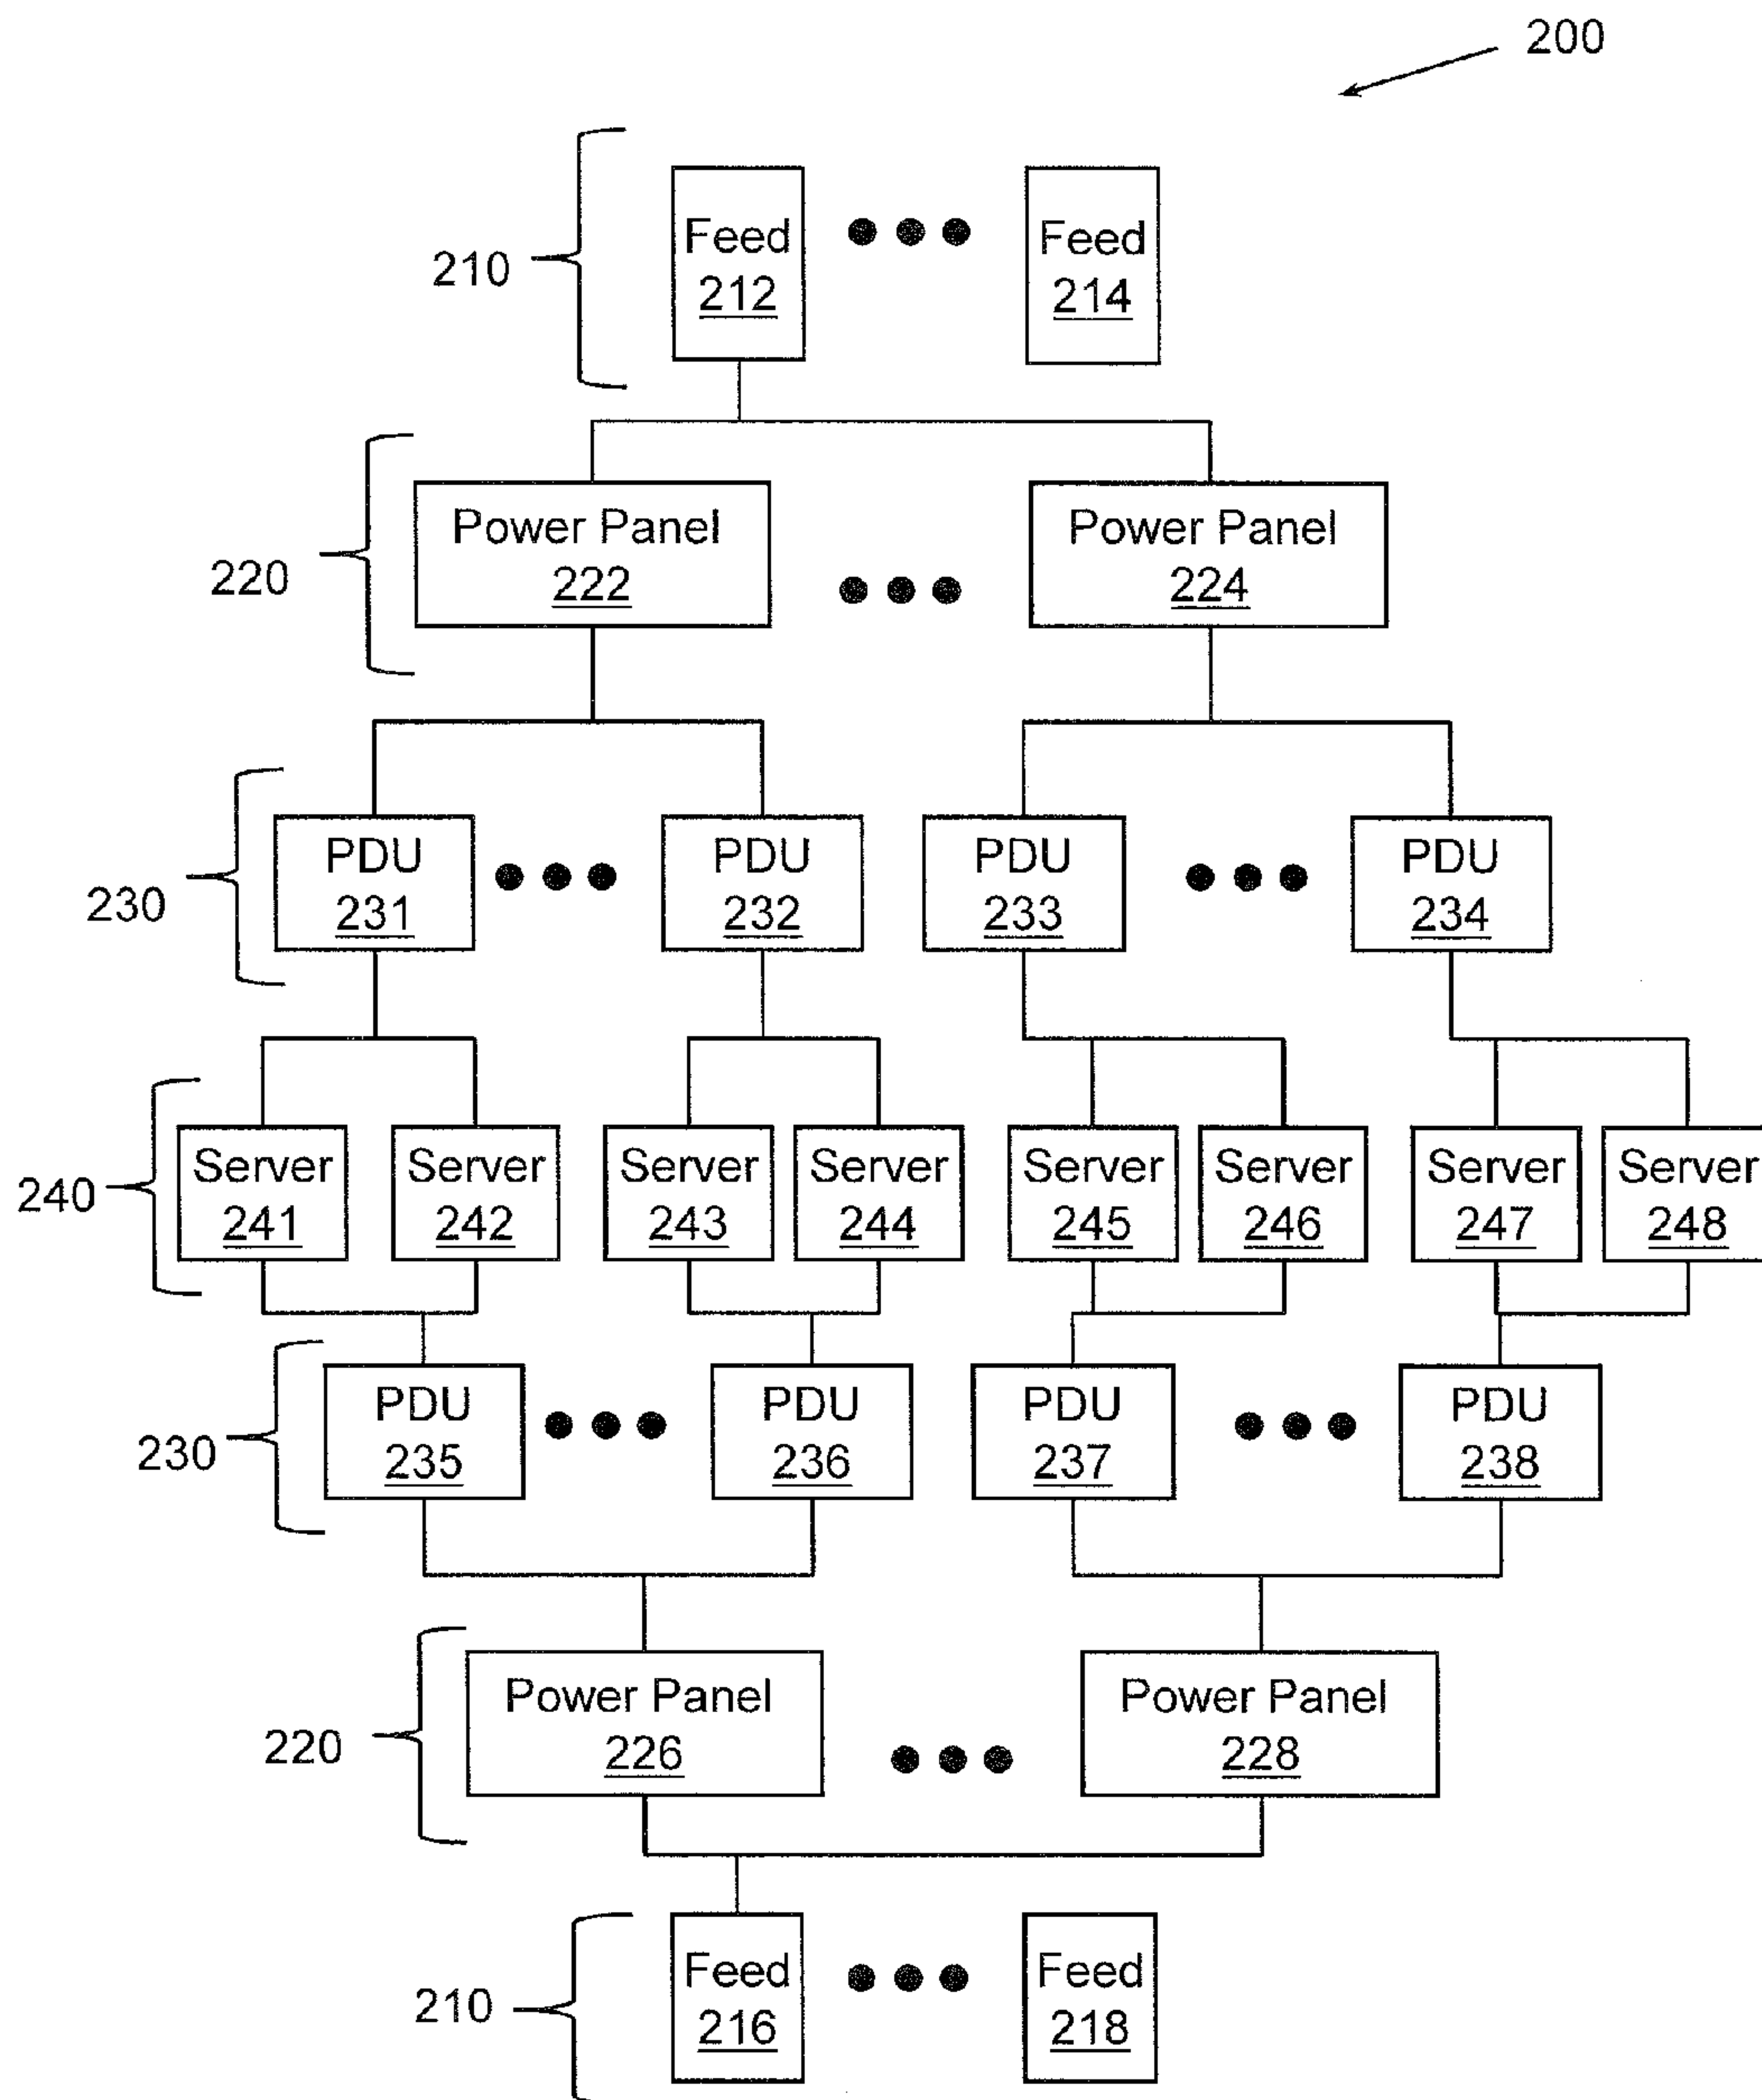 200
210
Feed
212
Feed
214
220
Power Panel
222
Power Panel
224
230
PDU
231
PDU
232
PDU
233
PDU
234
240
Server
241
Server
242
Server
243
Server
244
Server
245
Server
246
Server
247
Server
248
230
PDU
235
PDU
236
PDU
237
PDU
238
220
Power Panel
226
Power Panel
228
210
Feed
216
Feed
218